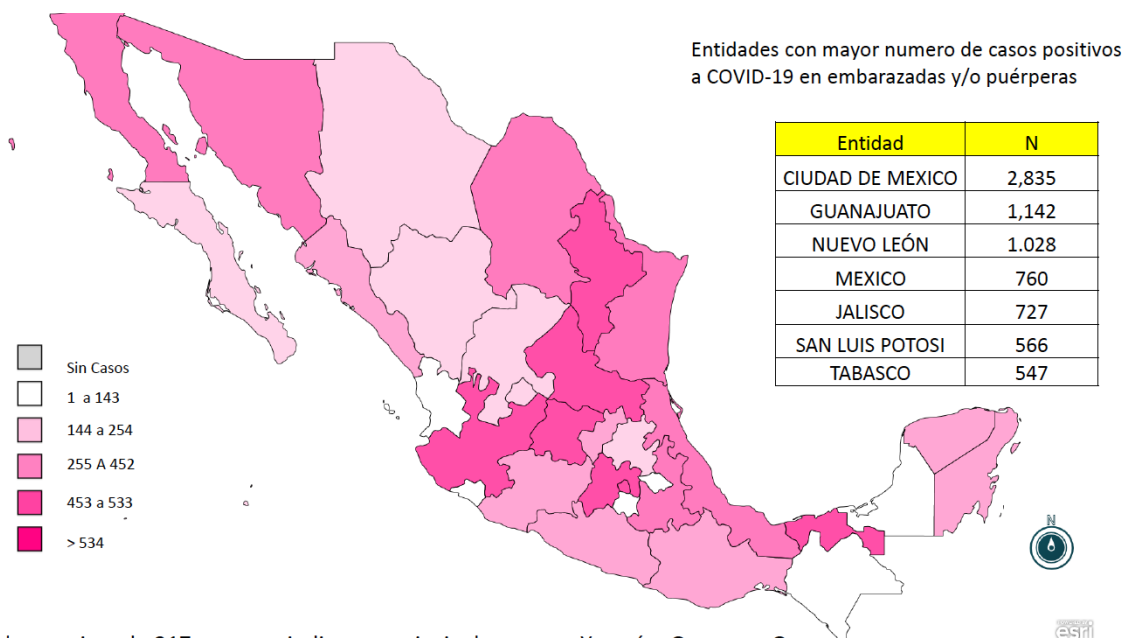 Entidades con mayor numero de casos positivos
a COVID-19 en embarazadas y/o puérperas
Entidad N
CIUDAD DE MEXICO 2,835
GUANAJUATO 1,142
NUEVO LEÓN 1.028
MEXICO 760
JALISCO 727
SAN LUIS POTOSI 566
TABASCO 547
Sin Casos
1 a 143
144 a 254
255 A 452
453 a 533
> 534
N
esri